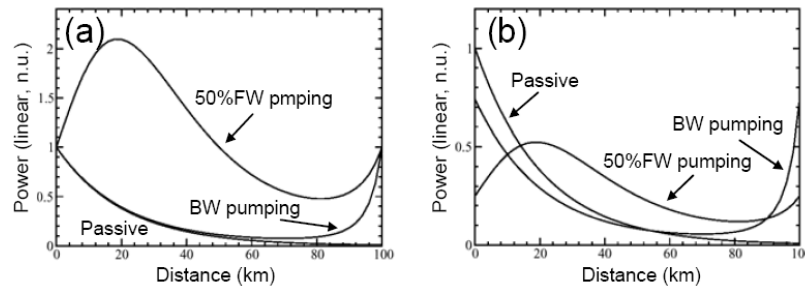 (a)
Power (linear, n.u.)
2
1.5
1
0.5
0
50%FW pmping
BW pumping
Passive
0 20 40 60 80 100
Distance (km)
(b)
Power (linear, n.u.)
1
0.5
0
Passive
BW pumping
50%FW pumping
0 20 40 60 80 10
Distance (km)